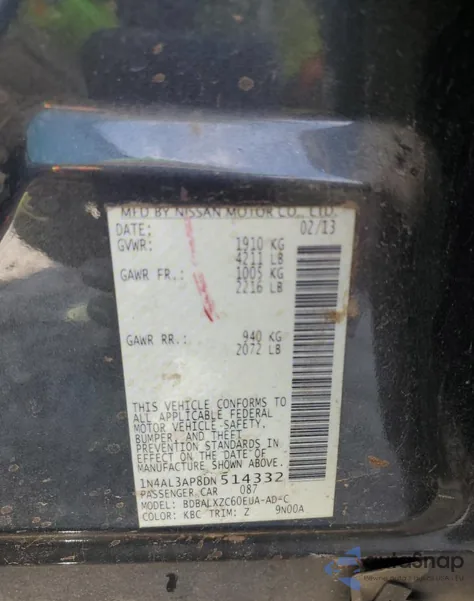 MFD BY NISSAN MOTOR CO., LTD.
DATE: 02/13
GVWR: 1910 KG
4211 LB
GAWR FR.: 1005 KG
2216 LB
GAWR RR.: 940 KG
2072 LB
THIS VEHICLE CONFORMS TO
ALL APPLICABLE FEDERAL
MOTOR VEHICLE SAFETY,
BUMPER, AND THEFT
PREVENTION STANDARDS IN
EFFECT ON THE DATE OF
MANUFACTURE SHOWN ABOVE.
1N4AL3AP8DN 514332
PASSENGER CAR 087
MODEL: BDBALXZC60EUA-AD-C
COLOR: KBC TRIM: Z 9N00A
autoSnap